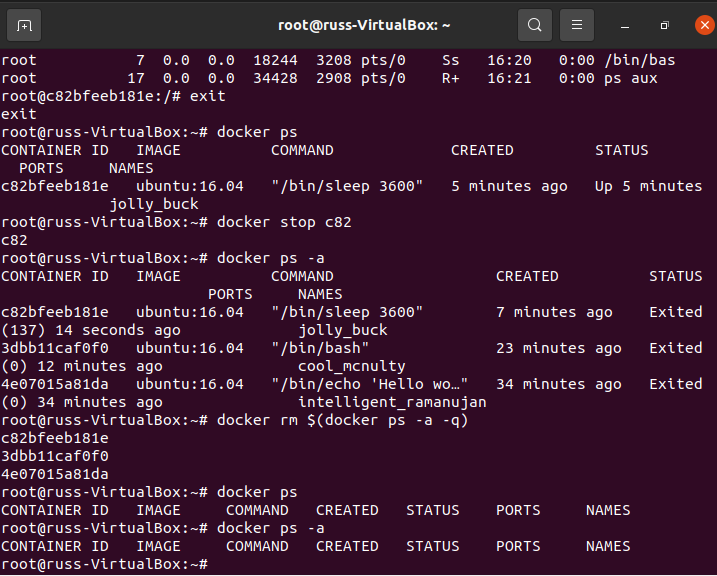 root@russ-VirtualBox: ~
root           7  0.0  0.0  18244  3208 pts/0    Ss   16:20   0:00 /bin/bas
root          17  0.0  0.0  34428  2908 pts/0    R+   16:21   0:00 ps aux
root@c82bfeeb181e:/# exit
exit
root@russ-VirtualBox:~# docker ps
CONTAINER ID   IMAGE          COMMAND             CREATED         STATUS
  PORTS     NAMES
c82bfeeb181e   ubuntu:16.04   "/bin/sleep 3600"   5 minutes ago   Up 5 minutes
            jolly_buck
root@russ-VirtualBox:~# docker stop c82
c82
root@russ-VirtualBox:~# docker ps -a
CONTAINER ID   IMAGE          COMMAND                  CREATED          STATUS
                       PORTS     NAMES
c82bfeeb181e   ubuntu:16.04   "/bin/sleep 3600"        7 minutes ago    Exited
(137) 14 seconds ago             jolly_buck
3dbb11caf0f0   ubuntu:16.04   "/bin/bash"              23 minutes ago   Exited
(0) 12 minutes ago               cool_mcnulty
4e07015a81da   ubuntu:16.04   "/bin/echo 'Hello wo…"   34 minutes ago   Exited
(0) 34 minutes ago               intelligent_ramanujan
root@russ-VirtualBox:~# docker rm $(docker ps -a -q)
c82bfeeb181e
3dbb11caf0f0
4e07015a81da
root@russ-VirtualBox:~# docker ps
CONTAINER ID   IMAGE     COMMAND   CREATED   STATUS    PORTS     NAMES
root@russ-VirtualBox:~# docker ps -a
CONTAINER ID   IMAGE     COMMAND   CREATED   STATUS    PORTS     NAMES
root@russ-VirtualBox:~#